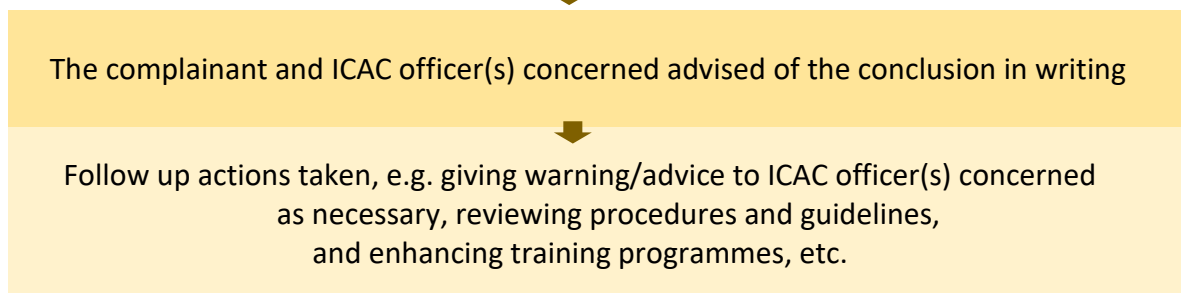 The complainant and ICAC officer(s) concerned advised of the conclusion in writing
Follow up actions taken, e.g. giving warning/advice to ICAC officer(s) concerned
as necessary, reviewing procedures and guidelines,
and enhancing training programmes, etc.